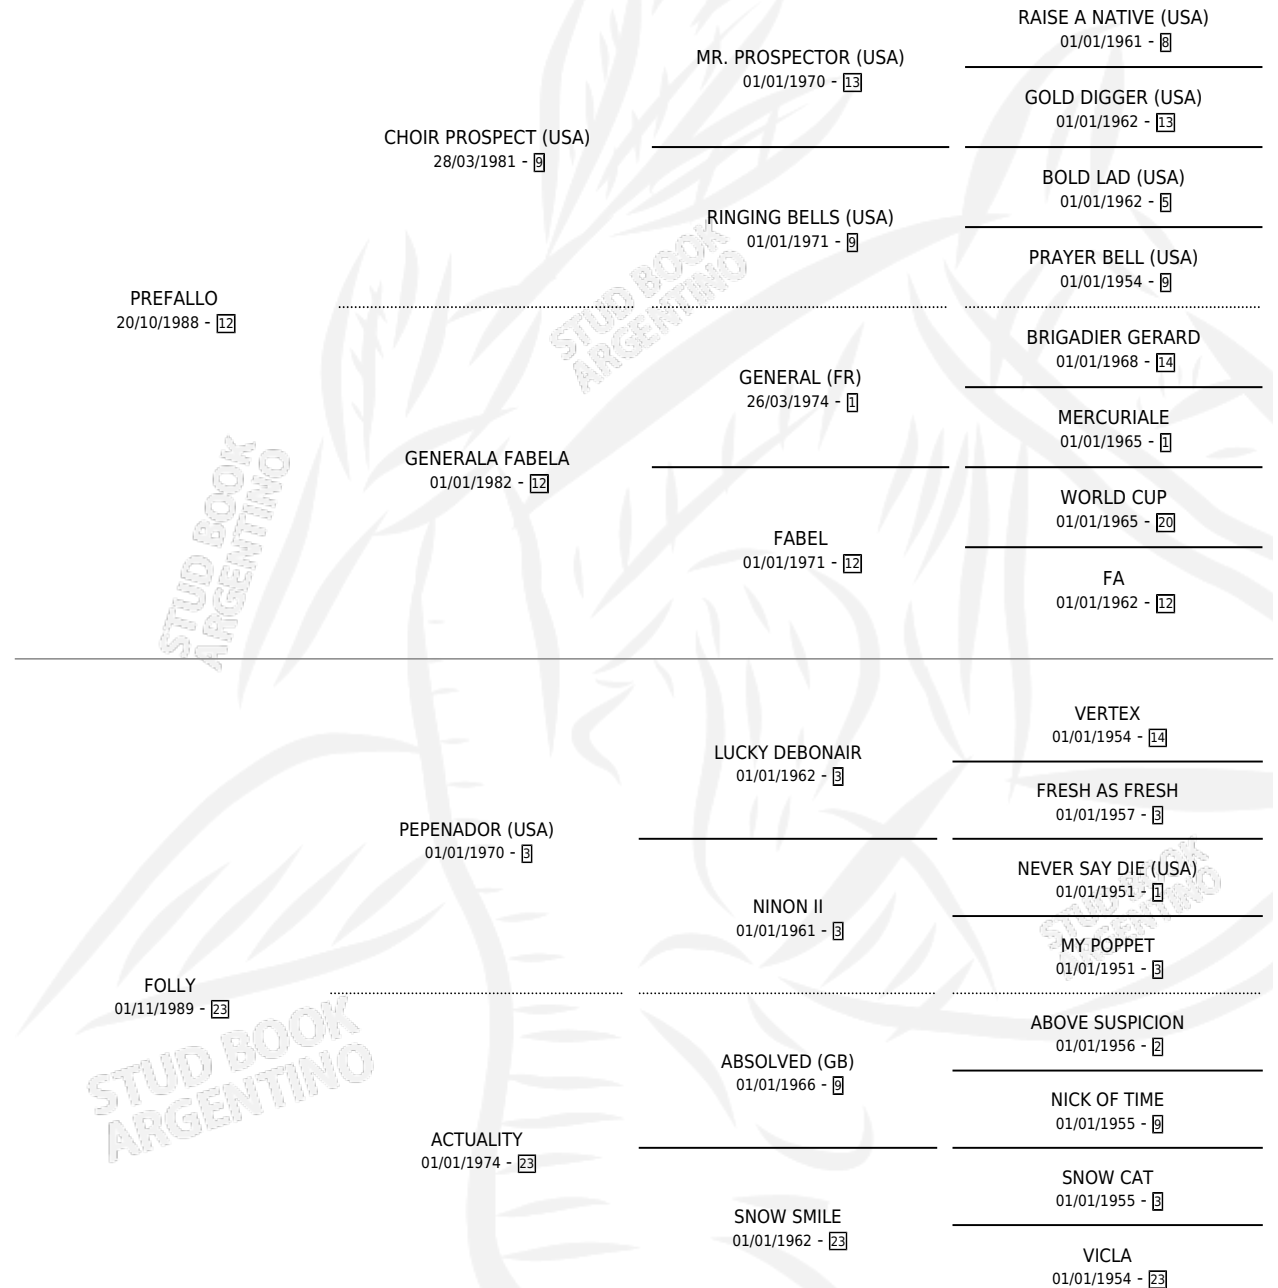 RAISE A NATIVE (USA)
01/01/1961 - 8
MR. PROSPECTOR (USA)
01/01/1970 - 13
GOLD DIGGER (USA)
01/01/1962 - 13
CHOIR PROSPECT (USA)
28/03/1981 - 9
BOLD LAD (USA)
01/01/1962 - 5
RINGING BELLS (USA)
01/01/1971 - 9
PRAYER BELL (USA)
01/01/1954 - 9
PREFALLO
20/10/1988 - 12
STUD BOOK
ARGENTINO
BRIGADIER GERARD
01/01/1968 - 14
GENERAL (FR)
26/03/1974 - 1
MERCURIALE
01/01/1965 - 1
GENERALA FABELA
01/01/1982 - 12
WORLD CUP
01/01/1965 - 20
FABEL
01/01/1971 - 12
FA
01/01/1962 - 12
STUD BOOK
ARGENTINO
VERTEX
01/01/1954 - 14
LUCKY DEBONAIR
01/01/1962 - 3
FRESH AS FRESH
01/01/1957 - 3
PEPENADOR (USA)
01/01/1970 - 3
NEVER SAY DIE (USA)
01/01/1951 - 1
NINON II
01/01/1961 - 3
STUD BOOK
ARGENTINO
MY POPPET
01/01/1951 - 3
FOLLY
01/11/1989 - 23
STUD BOOK
ARGENTINO
ABOVE SUSPICION
01/01/1956 - 2
ABSOLVED (GB)
01/01/1966 - 9
NICK OF TIME
01/01/1955 - 9
ACTUALITY
01/01/1974 - 23
SNOW CAT
01/01/1955 - 3
SNOW SMILE
01/01/1962 - 23
VICLA
01/01/1954 - 23